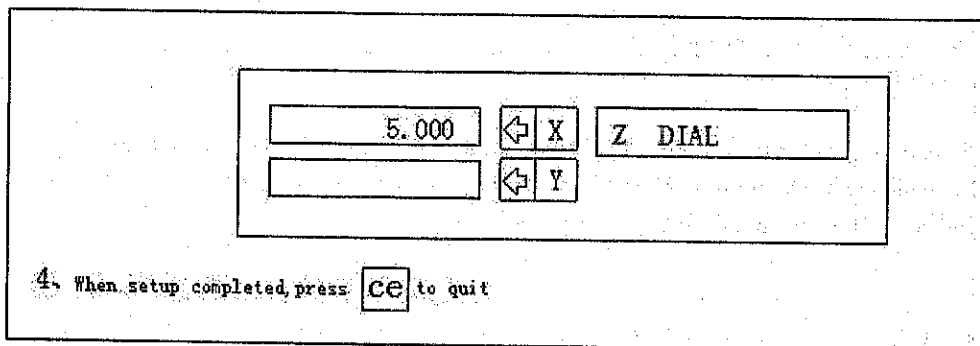 5.000 X Z DIAL
Y
4. When setup completed, press ce to quit